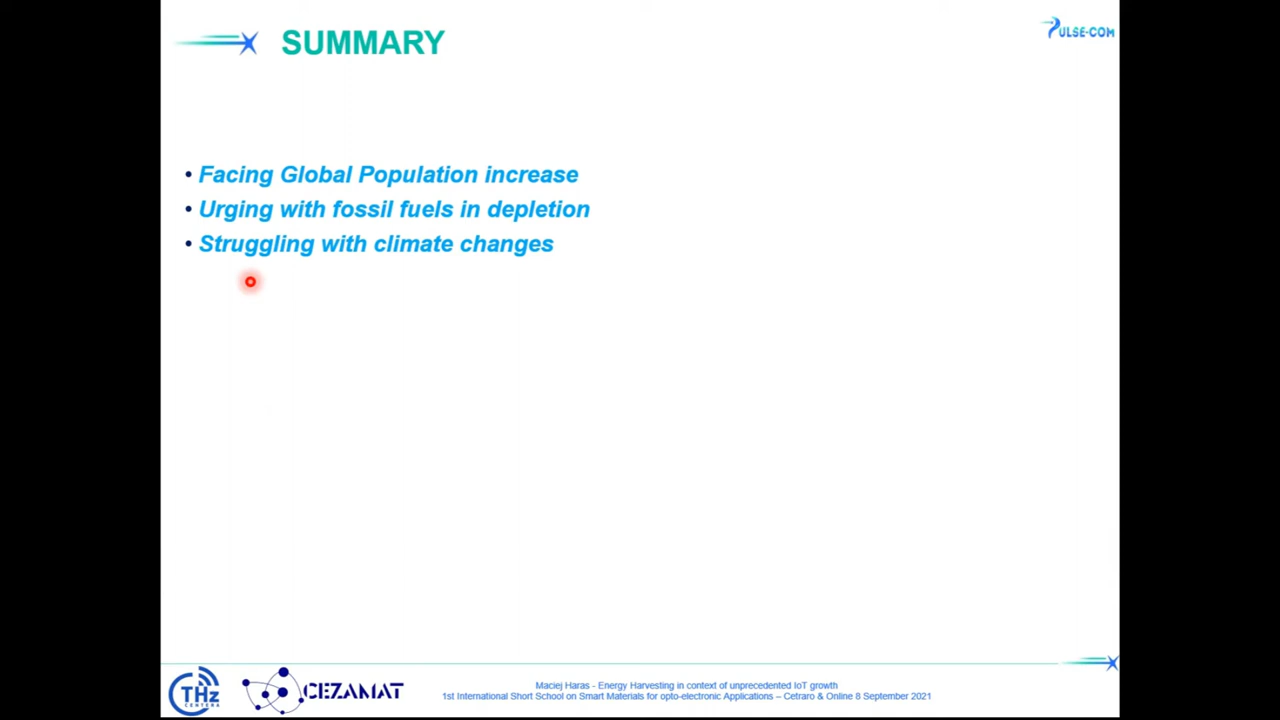 SUMMARY
PULSE-COM
• Facing Global Population increase
• Urging with fossil fuels in depletion
• Struggling with climate changes
THz
CENTERA
CEZAMAT
Maciej Haras - Energy Harvesting in context of unprecedented IoT growth
1st International Short School on Smart Materials for opto-electronic Applications – Cetraro & Online 8 September 2021